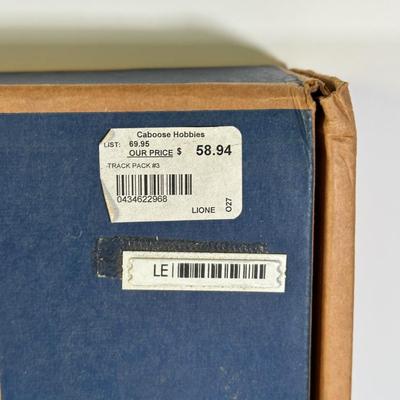 Caboose Hobbies
LIST: 69.95
OUR PRICE $ 58.94
TRACK PACK #3
0434622968
LIONE O27
LE